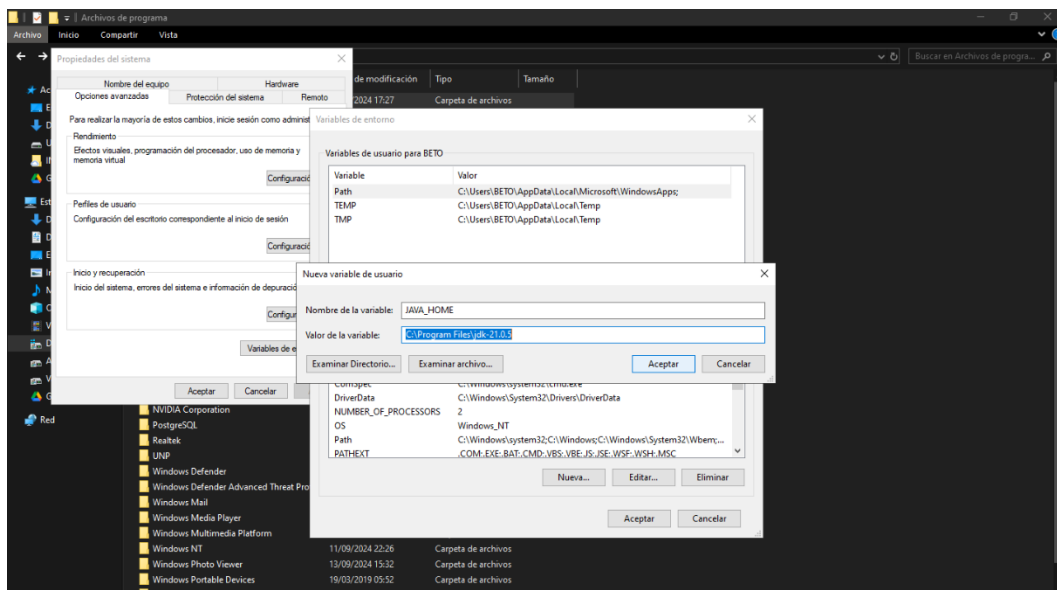 Archivos de programa
Archivo Inicio Compartir Vista
Buscar en Archivos de progra...
Propiedades del sistema
Nombre del equipo Hardware
Opciones avanzadas Protección del sistema Remoto
Para realizar la mayoría de estos cambios, inicie sesión como administ
Rendimiento
Efectos visuales, programación del procesador, uso de memoria y
memoria virtual
Configuració
Perfiles de usuario
Configuración del escritorio correspondiente al inicio de sesión
Configuració
Inicio y recuperación
Inicio del sistema, errores del sistema e información de depuració
Configur
Variables de e
Aceptar Cancelar
de modificación Tipo Tamaño
/2024 17:27 Carpeta de archivos
Variables de entorno
Variables de usuario para BETO
Variable Valor
Path C:\Users\BETO\AppData\Local\Microsoft\WindowsApps;
TEMP C:\Users\BETO\AppData\Local\Temp
TMP C:\Users\BETO\AppData\Local\Temp
Nueva variable de usuario
Nombre de la variable: JAVA_HOME
Valor de la variable: C:\Program Files\jdk-21.0.5
Examinar Directorio... Examinar archivo... Aceptar Cancelar
ComSpec C:\Windows\system32\cmd.exe
DriverData C:\Windows\System32\Drivers\DriverData
NUMBER_OF_PROCESSORS 2
OS Windows_NT
Path C:\Windows\system32;C:\Windows;C:\Windows\System32\Wbem;...
PATHEXT .COM;.EXE;.BAT;.CMD;.VBS;.VBE;.JS;.JSE;.WSF;.WSH;.MSC
Nueva... Editar... Eliminar
Aceptar Cancelar
Red
NVIDIA Corporation
PostgreSQL
Realtek
UNP
Windows Defender
Windows Defender Advanced Threat Pro
Windows Mail
Windows Media Player
Windows Multimedia Platform
Windows NT 11/09/2024 22:26 Carpeta de archivos
Windows Photo Viewer 13/09/2024 15:32 Carpeta de archivos
Windows Portable Devices 19/03/2019 05:52 Carpeta de archivos